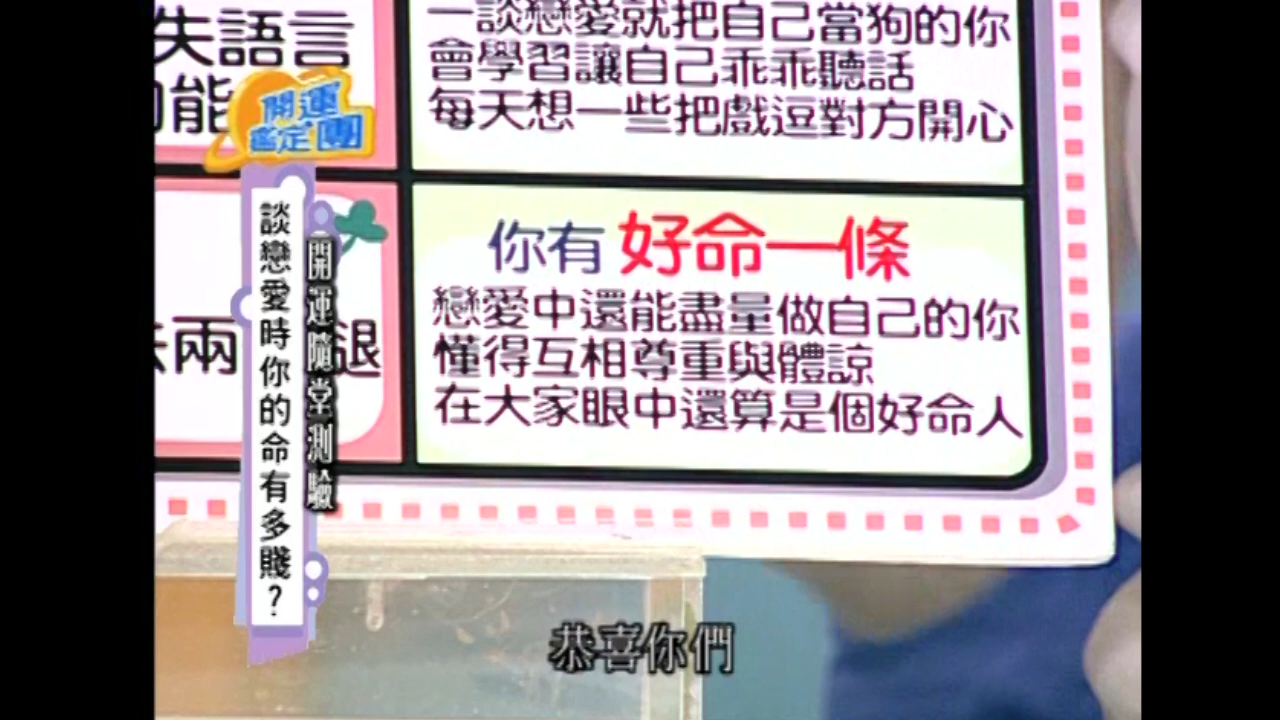 失語言
能
一談戀愛就把自己當狗的你
會學習讓自己乖乖聽話
每天想一些把戲逗對方開心
開運
鑑定團
開運隨堂測驗
談戀愛時你的命有多賤?
兩
腿
你有好命一條
戀愛中還能盡量做自己的你
懂得互相尊重與體諒
在大家眼中還算是個好命人
恭喜你們